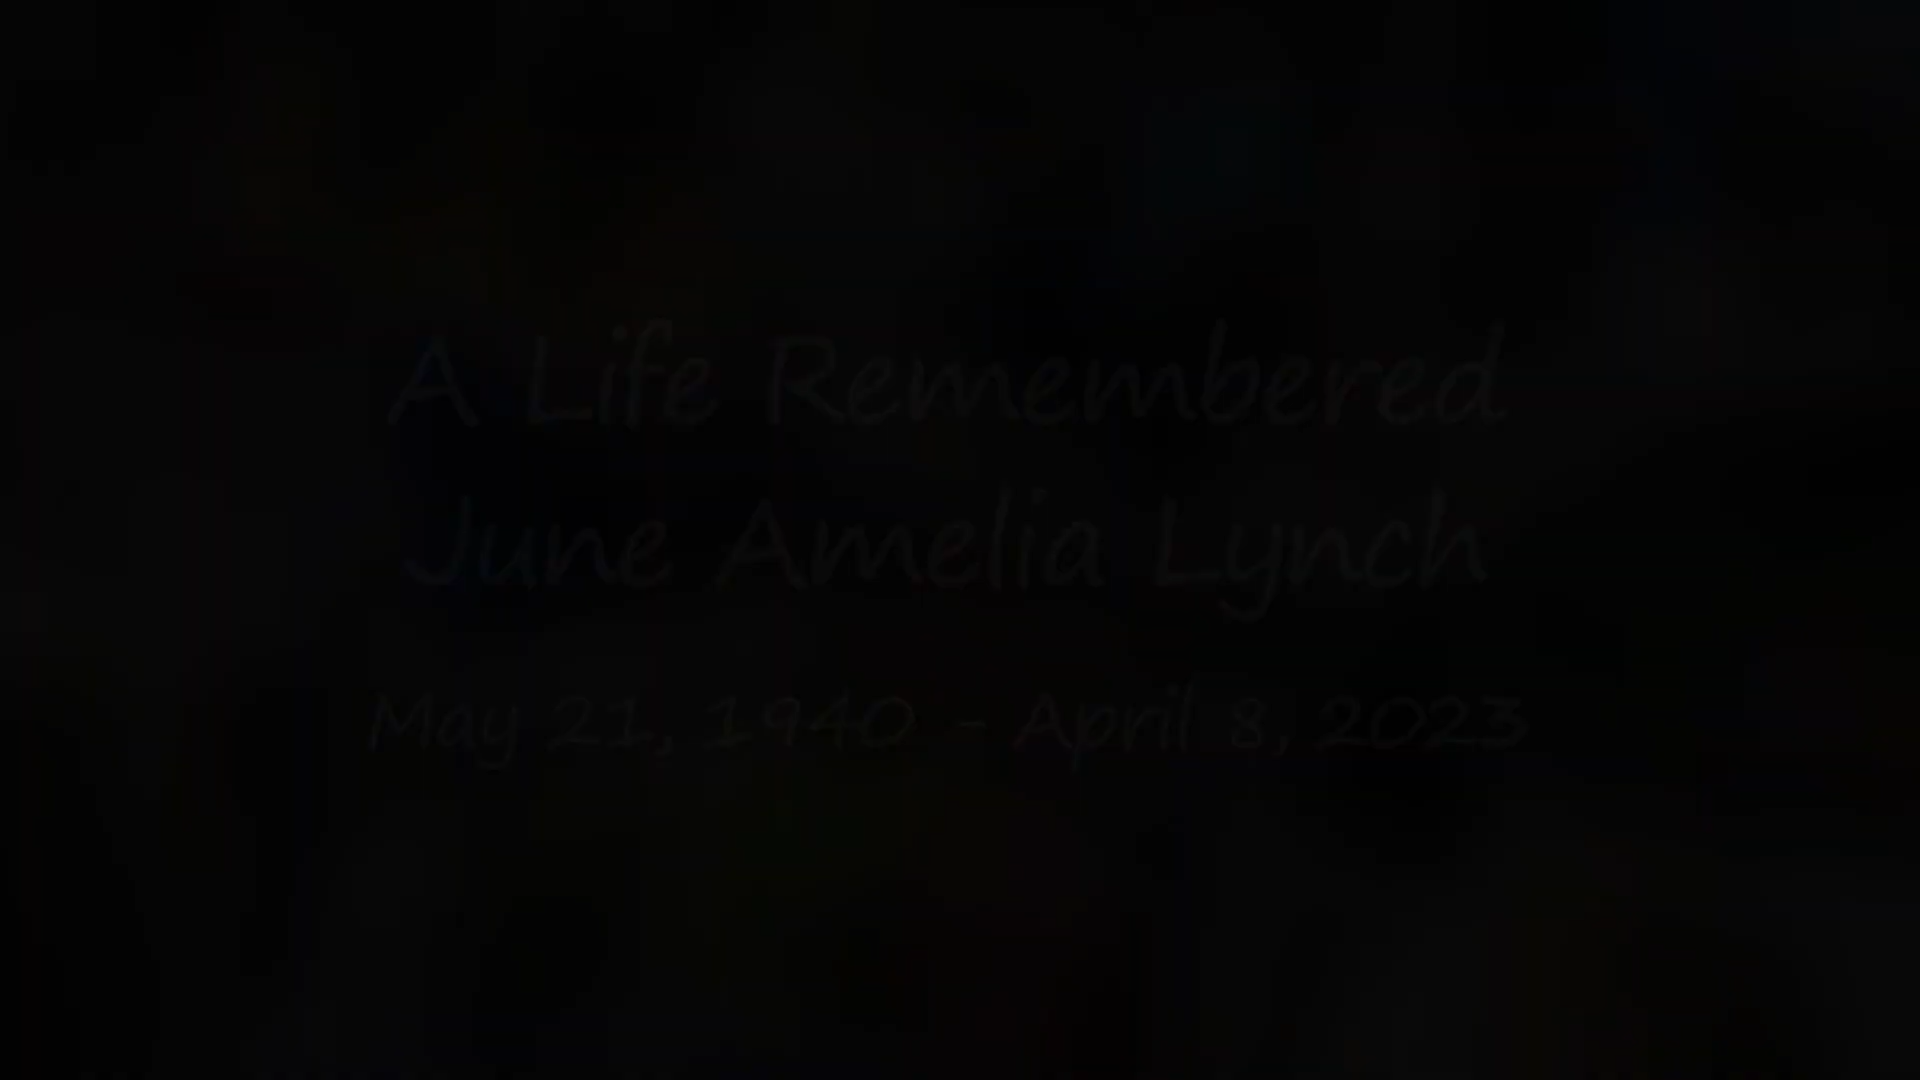 A Life Remembered
June Amelia Lynch
May 21, 1940 - April 8, 2023